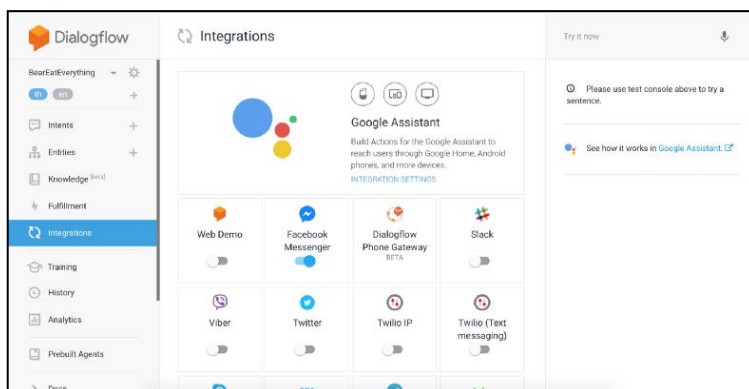 Dialogflow
BearEatEverything
th en
Intents
Entities
Knowledge [beta]
Fulfillment
Integrations
Training
History
Analytics
Prebuilt Agents
Docs
Integrations
Google Assistant
Build Actions for the Google Assistant to
reach users through Google Home, Android
phones, and more devices.
INTEGRATION SETTINGS
Web Demo
Facebook
Messenger
Dialogflow
Phone Gateway
BETA
Slack
Viber
Twitter
Twilio IP
Twilio (Text
messaging)
Try it now
Please use test console above to try a
sentence.
See how it works in Google Assistant.